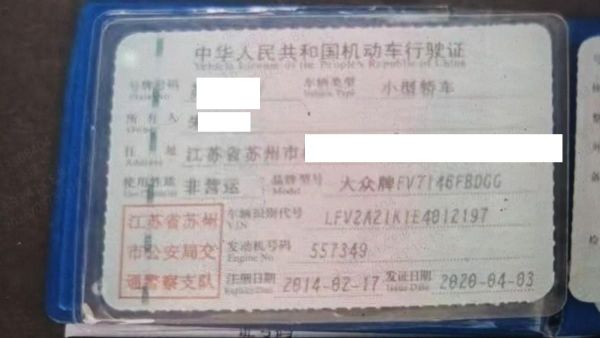 中华人民共和国机动车行驶证
Vehicle License of the People's Republic of China
号牌号码 车辆类型 小型轿车
Plate No. Vehicle Type
所有人
Owner
住址 江苏省苏州市
Address
使用性质 非营运 品牌型号 大众牌FV7146FBDGG
Use Character Model
江苏省苏州 车辆识别代号 LFV2A21K1E4012197
VIN
市公安局交 发动机号码 557349
Engine No.
通警察支队 注册日期 2014-02-17 发证日期 2020-04-03
Register Date Issue Date